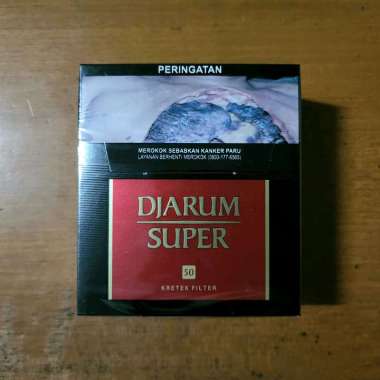 PERINGATAN
MEROKOK SEBABKAN KANKER PARU
LAYANAN BERHENTI MEROKOK (0800-177-6565)
DJARUM
SUPER
50
KRETEK FILTER